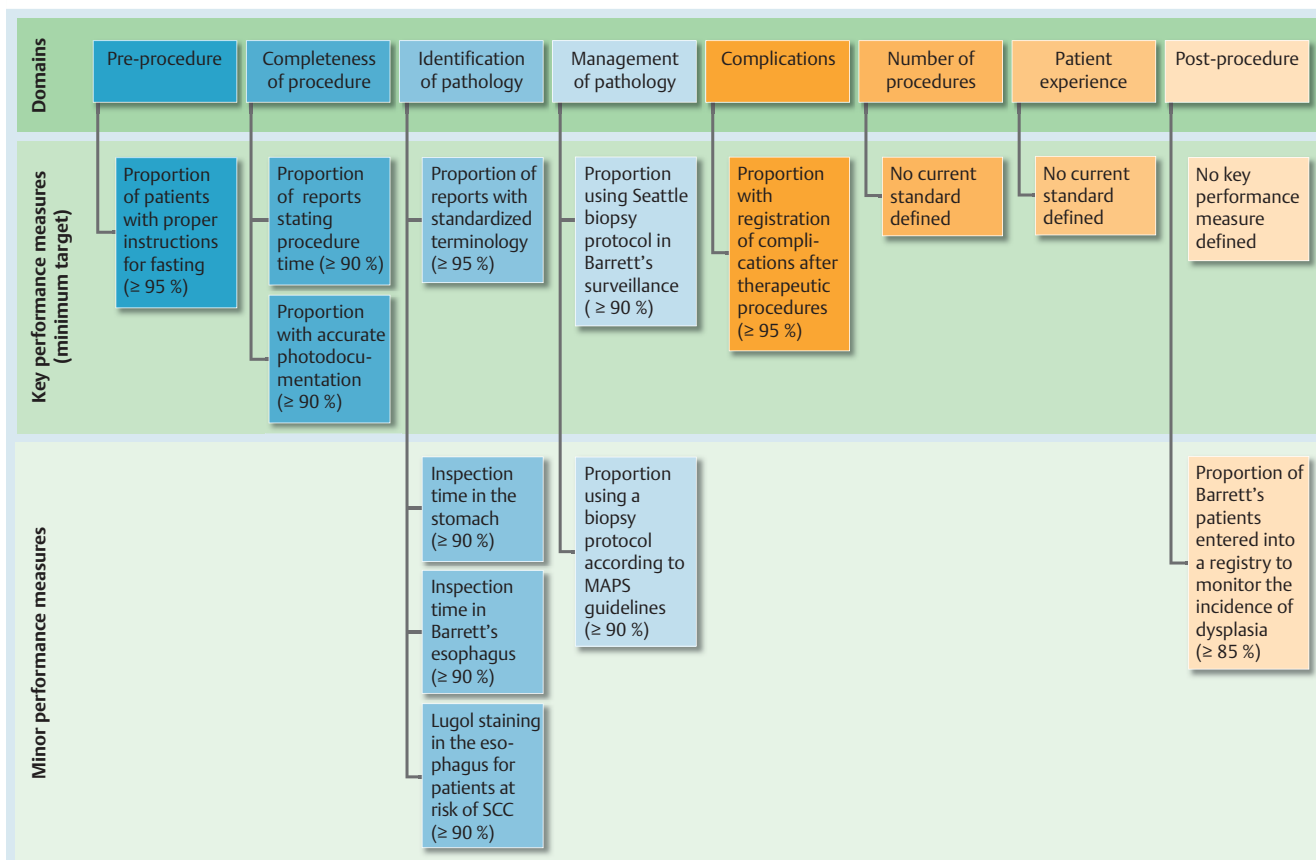 Domains
Pre-procedure
Completeness
of procedure
Identification
of pathology
Management
of pathology
Complications
Number of
procedures
Patient
experience
Post-procedure
Key performance measures
(minimum target)
Proportion
of patients
with proper
instructions
for fasting
(≥ 95 %)
Proportion
of reports
stating
procedure
time (≥ 90 %)
Proportion
with accurate
photodocu-
mentation
(≥ 90 %)
Proportion of
reports with
standardized
terminology
(≥ 95 %)
Proportion
using Seattle
biopsy
protocol in
Barrett's
surveillance
( ≥ 90 %)
Proportion
with
registration
of compli-
cations after
therapeutic
procedures
(≥ 95 %)
No current
standard
defined
No current
standard
defined
No key
performance
measure
defined
Minor performance measures
Inspection
time in the
stomach
(≥ 90 %)
Inspection
time in
Barrett's
esophagus
(≥ 90 %)
Lugol staining
in the eso-
phagus for
patients at
risk of SCC
(≥ 90 %)
Proportion
using a
biopsy
protocol
according to
MAPS
guidelines
(≥ 90 %)
Proportion of
Barrett's
patients
entered into
a registry to
monitor the
incidence of
dysplasia
(≥ 85 %)